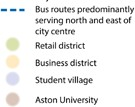 Bus routes predominantly
serving north and east of
city centre
Retail district
Business district
Student village
Aston University